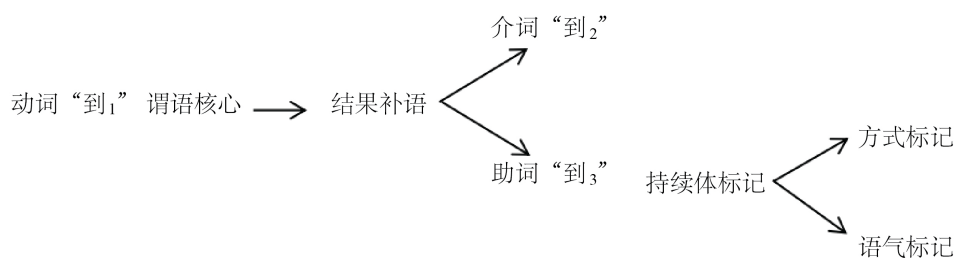 介词“到2”
动词“到1” 谓语核心
结果补语
助词“到3”
持续体标记
方式标记
语气标记